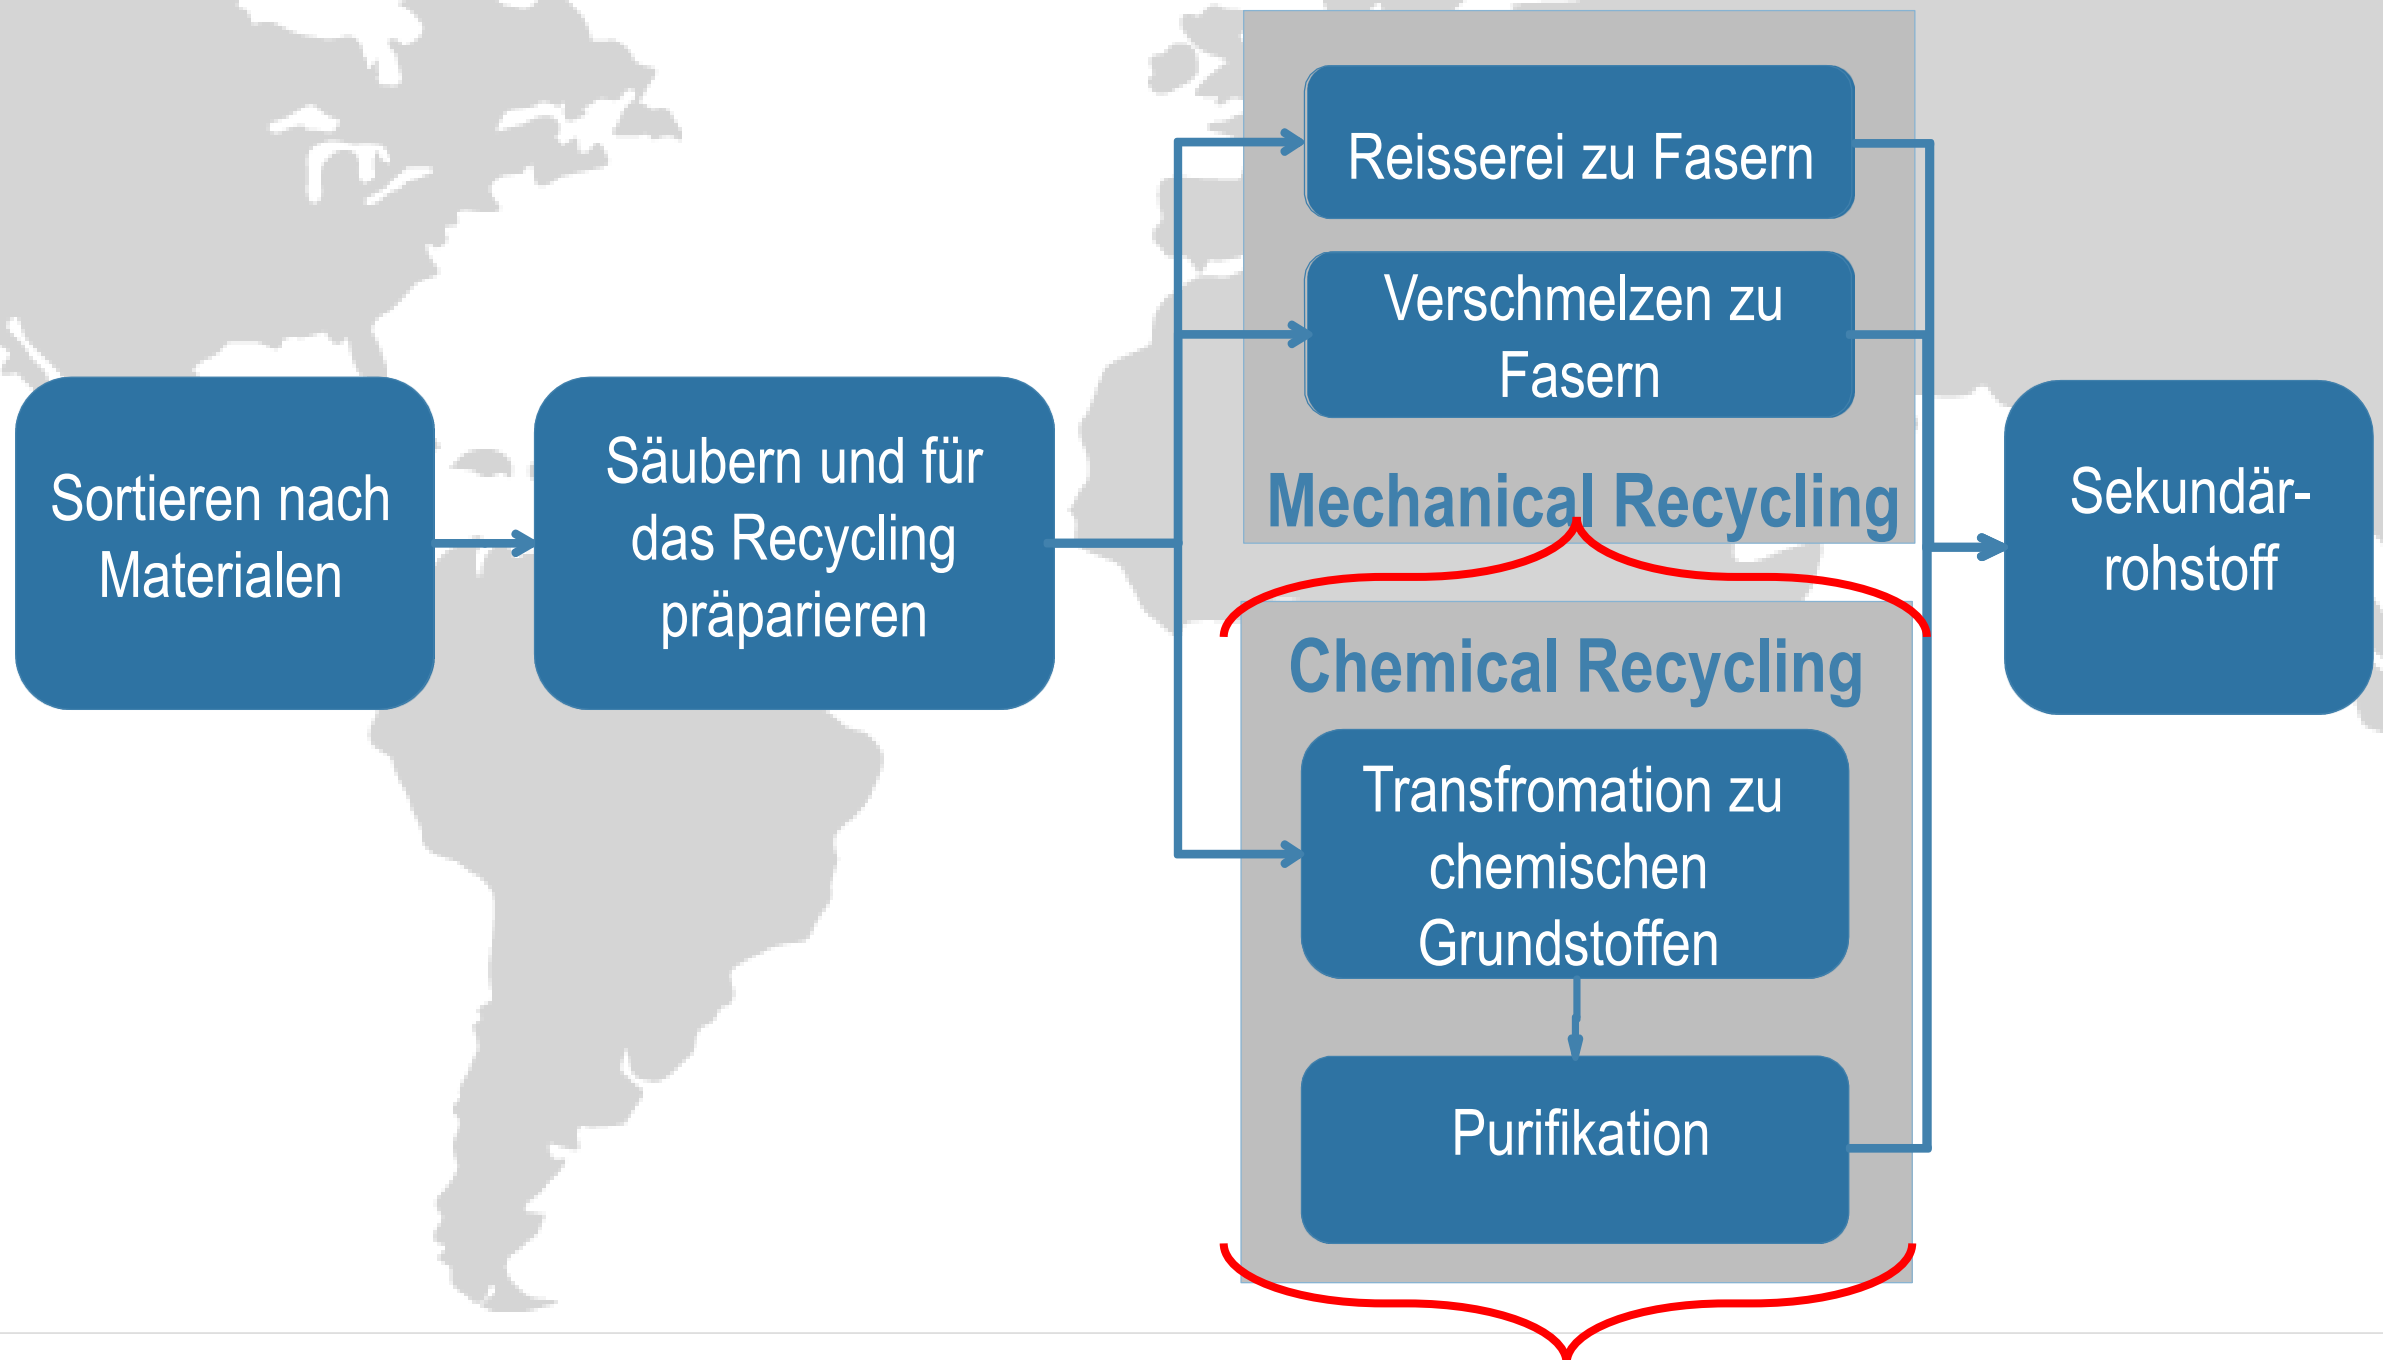 Sortieren nach
Materialen
Säubern und für
das Recycling
präparieren
Reisserei zu Fasern
Verschmelzen zu
Fasern
Mechanical Recycling
Chemical Recycling
Transfromation zu
chemischen
Grundstoffen
Purifikation
Sekundär-
rohstoff